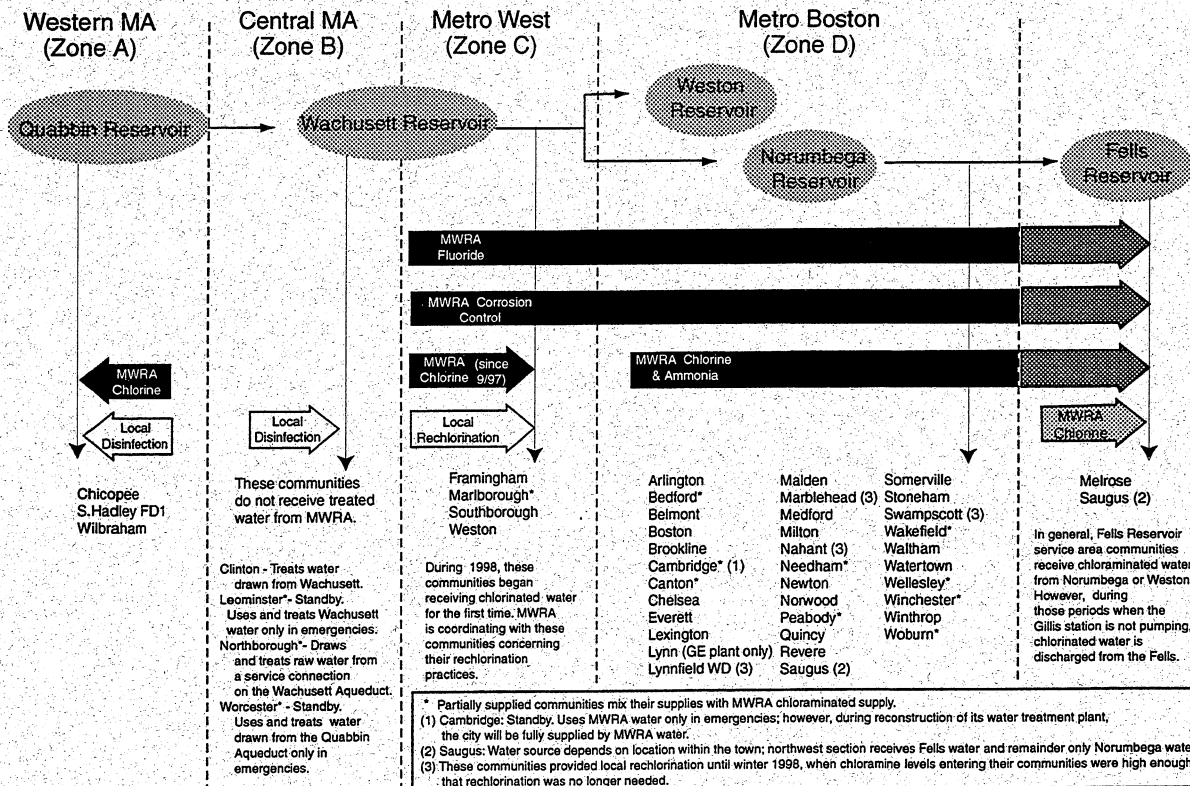 Western MA
(Zone A)
Central MA
(Zone B)
Metro West
(Zone C)
Metro Boston
(Zone D)
Quabbin Reservoir
Wachusett Reservoir
Weston
Reservoir
Norumbega
Reservoir
Fells
Reservoir
MWRA
Fluoride
MWRA Corrosion
Control
MWRA
Chlorine
MWRA (since
Chlorine 9/97)
MWRA Chlorine
& Ammonia
Local
Disinfection
Local
Disinfection
Local
Rechlorination
MWRA
Chlorine
Chicopee
S.Hadley FD1
Wilbraham
These communities
do not receive treated
water from MWRA.
Clinton - Treats water
drawn from Wachusett.
Leominster* - Standby.
Uses and treats Wachusett
water only in emergencies.
Northborough* - Draws
and treats raw water from
a service connection
on the Wachusett Aqueduct.
Worcester* - Standby.
Uses and treats water
drawn from the Quabbin
Aqueduct only in
emergencies.
Framingham
Marlborough*
Southborough
Weston
During 1998, these
communities began
receiving chlorinated water
for the first time. MWRA
is coordinating with these
communities concerning
their rechlorination
practices.
Arlington
Bedford*
Belmont
Boston
Brookline
Cambridge* (1)
Canton*
Chelsea
Everett
Lexington
Lynn (GE plant only)
Lynnfield WD (3)
Malden
Marblehead (3)
Medford
Milton
Nahant (3)
Needham*
Newton
Norwood
Peabody*
Quincy
Revere
Saugus (2)
Somerville
Stoneham
Swampscott (3)
Wakefield*
Waltham
Watertown
Wellesley*
Winchester*
Winthrop
Woburn*
Melrose
Saugus (2)
In general, Fells Reservoir
service area communities
receive chloraminated water
from Norumbega or Weston.
However, during
those periods when the
Gillis station is not pumping,
chlorinated water is
discharged from the Fells.
* Partially supplied communities mix their supplies with MWRA chloraminated supply.
(1) Cambridge: Standby. Uses MWRA water only in emergencies; however, during reconstruction of its water treatment plant,
the city will be fully supplied by MWRA water.
(2) Saugus: Water source depends on location within the town; northwest section receives Fells water and remainder only Norumbega wate
(3) These communities provided local rechlorination until winter 1998, when chloramine levels entering their communities were high enough
that rechlorination was no longer needed.